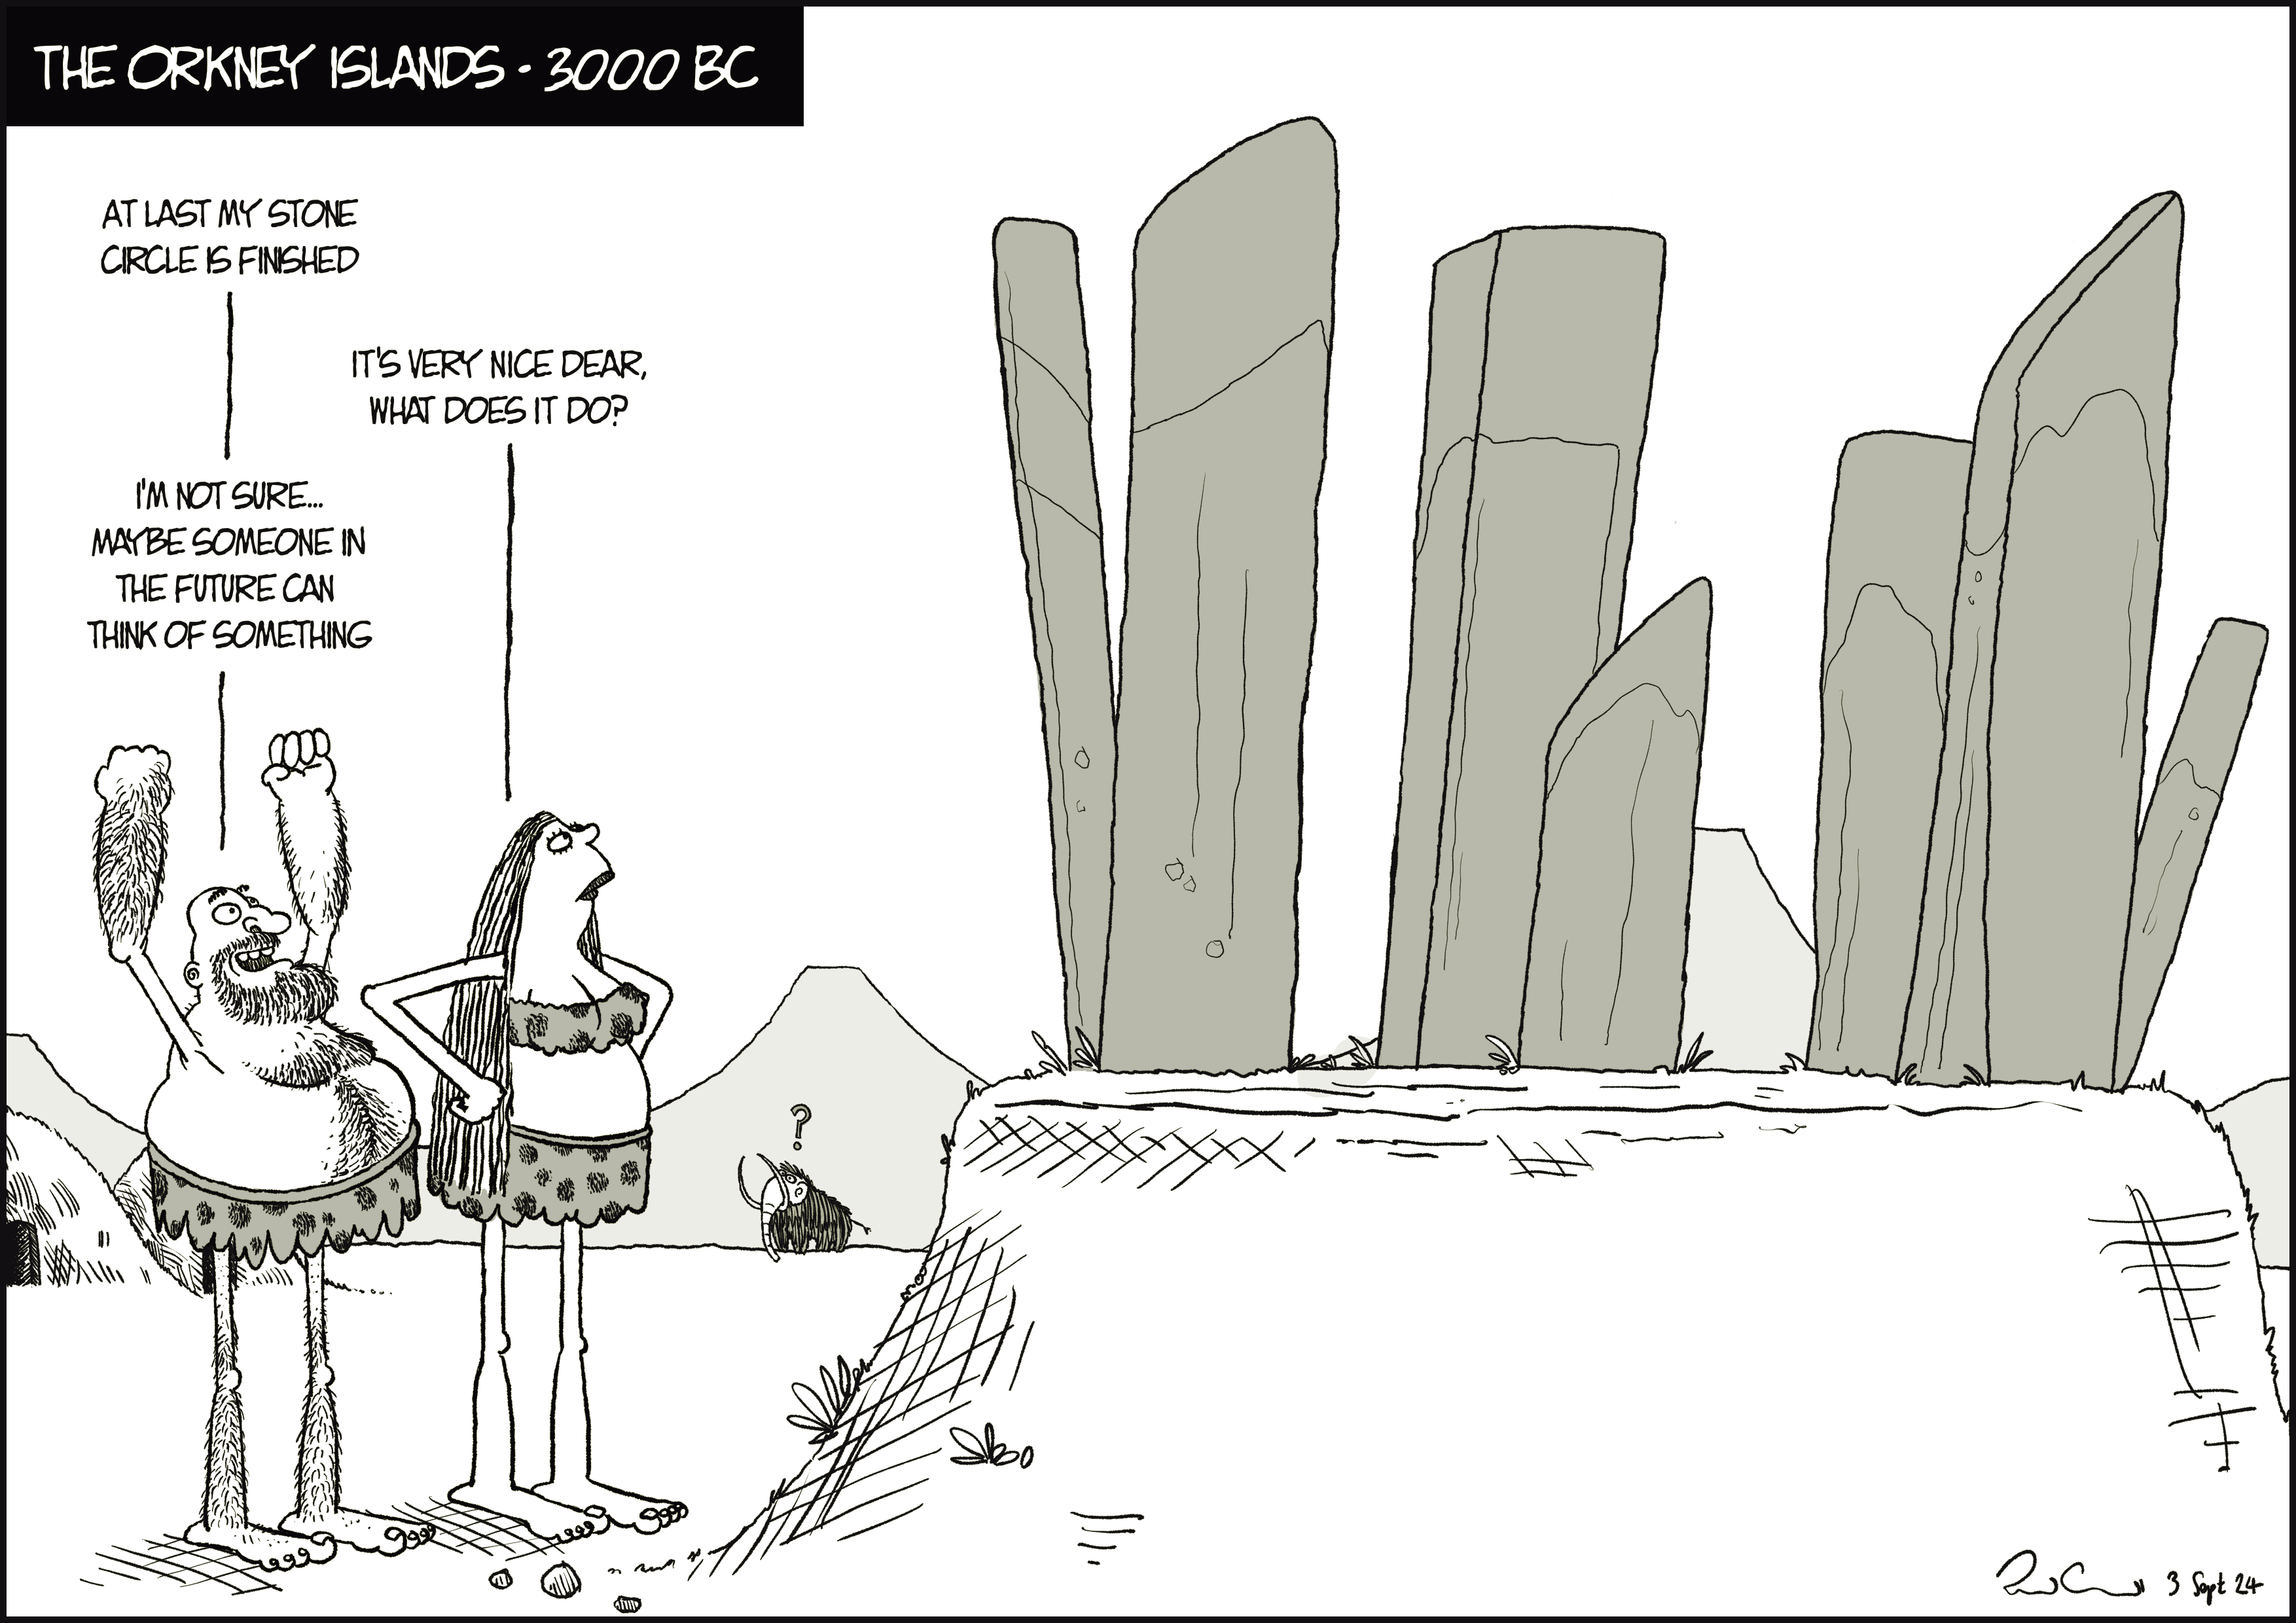 THE ORKNEY ISLANDS - 3000 BC
AT LAST MY STONE
CIRCLE IS FINISHED
IT'S VERY NICE DEAR,
WHAT DOES IT DO?
I'M NOT SURE...
MAYBE SOMEONE IN
THE FUTURE CAN
THINK OF SOMETHING
?
3 Sept 24